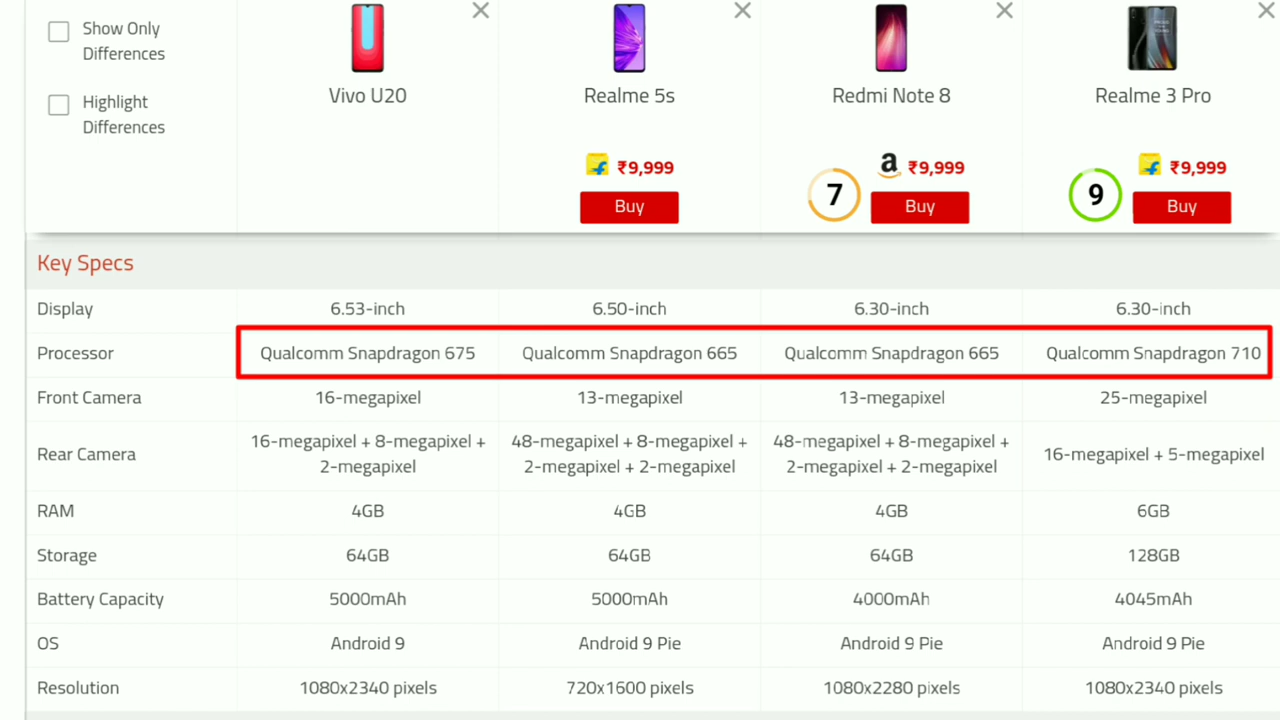 Show Only
Differences
Highlight
Differences
Vivo U20
Realme 5s
Redmi Note 8
Realme 3 Pro
₹9,999
7
a ₹9,999
9
₹9,999
Buy
Buy
Buy
Key Specs
Display 6.53-inch 6.50-inch 6.30-inch 6.30-inch
Processor Qualcomm Snapdragon 675 Qualcomm Snapdragon 665 Qualcomm Snapdragon 665 Qualcomm Snapdragon 710
Front Camera 16-megapixel 13-megapixel 13-megapixel 25-megapixel
Rear Camera 16-megapixel + 8-megapixel + 48-megapixel + 8-megapixel + 48-megapixel + 8-megapixel + 16-megapixel + 5-megapixel
2-megapixel 2-megapixel + 2-megapixel 2-megapixel + 2-megapixel
RAM 4GB 4GB 4GB 6GB
Storage 64GB 64GB 64GB 128GB
Battery Capacity 5000mAh 5000mAh 4000mAh 4045mAh
OS Android 9 Android 9 Pie Android 9 Pie Android 9 Pie
Resolution 1080x2340 pixels 720x1600 pixels 1080x2280 pixels 1080x2340 pixels